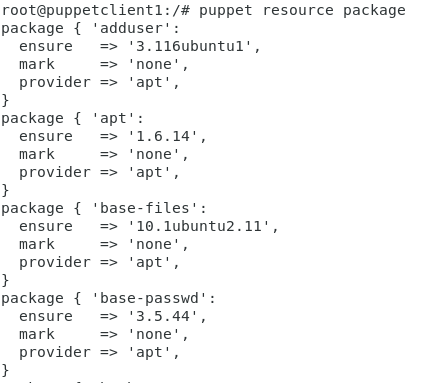 root@puppetclient1:/# puppet resource package
package { 'adduser':
  ensure   => '3.116ubuntu1',
  mark     => 'none',
  provider => 'apt',
}
package { 'apt':
  ensure   => '1.6.14',
  mark     => 'none',
  provider => 'apt',
}
package { 'base-files':
  ensure   => '10.1ubuntu2.11',
  mark     => 'none',
  provider => 'apt',
}
package { 'base-passwd':
  ensure   => '3.5.44',
  mark     => 'none',
  provider => 'apt',
}